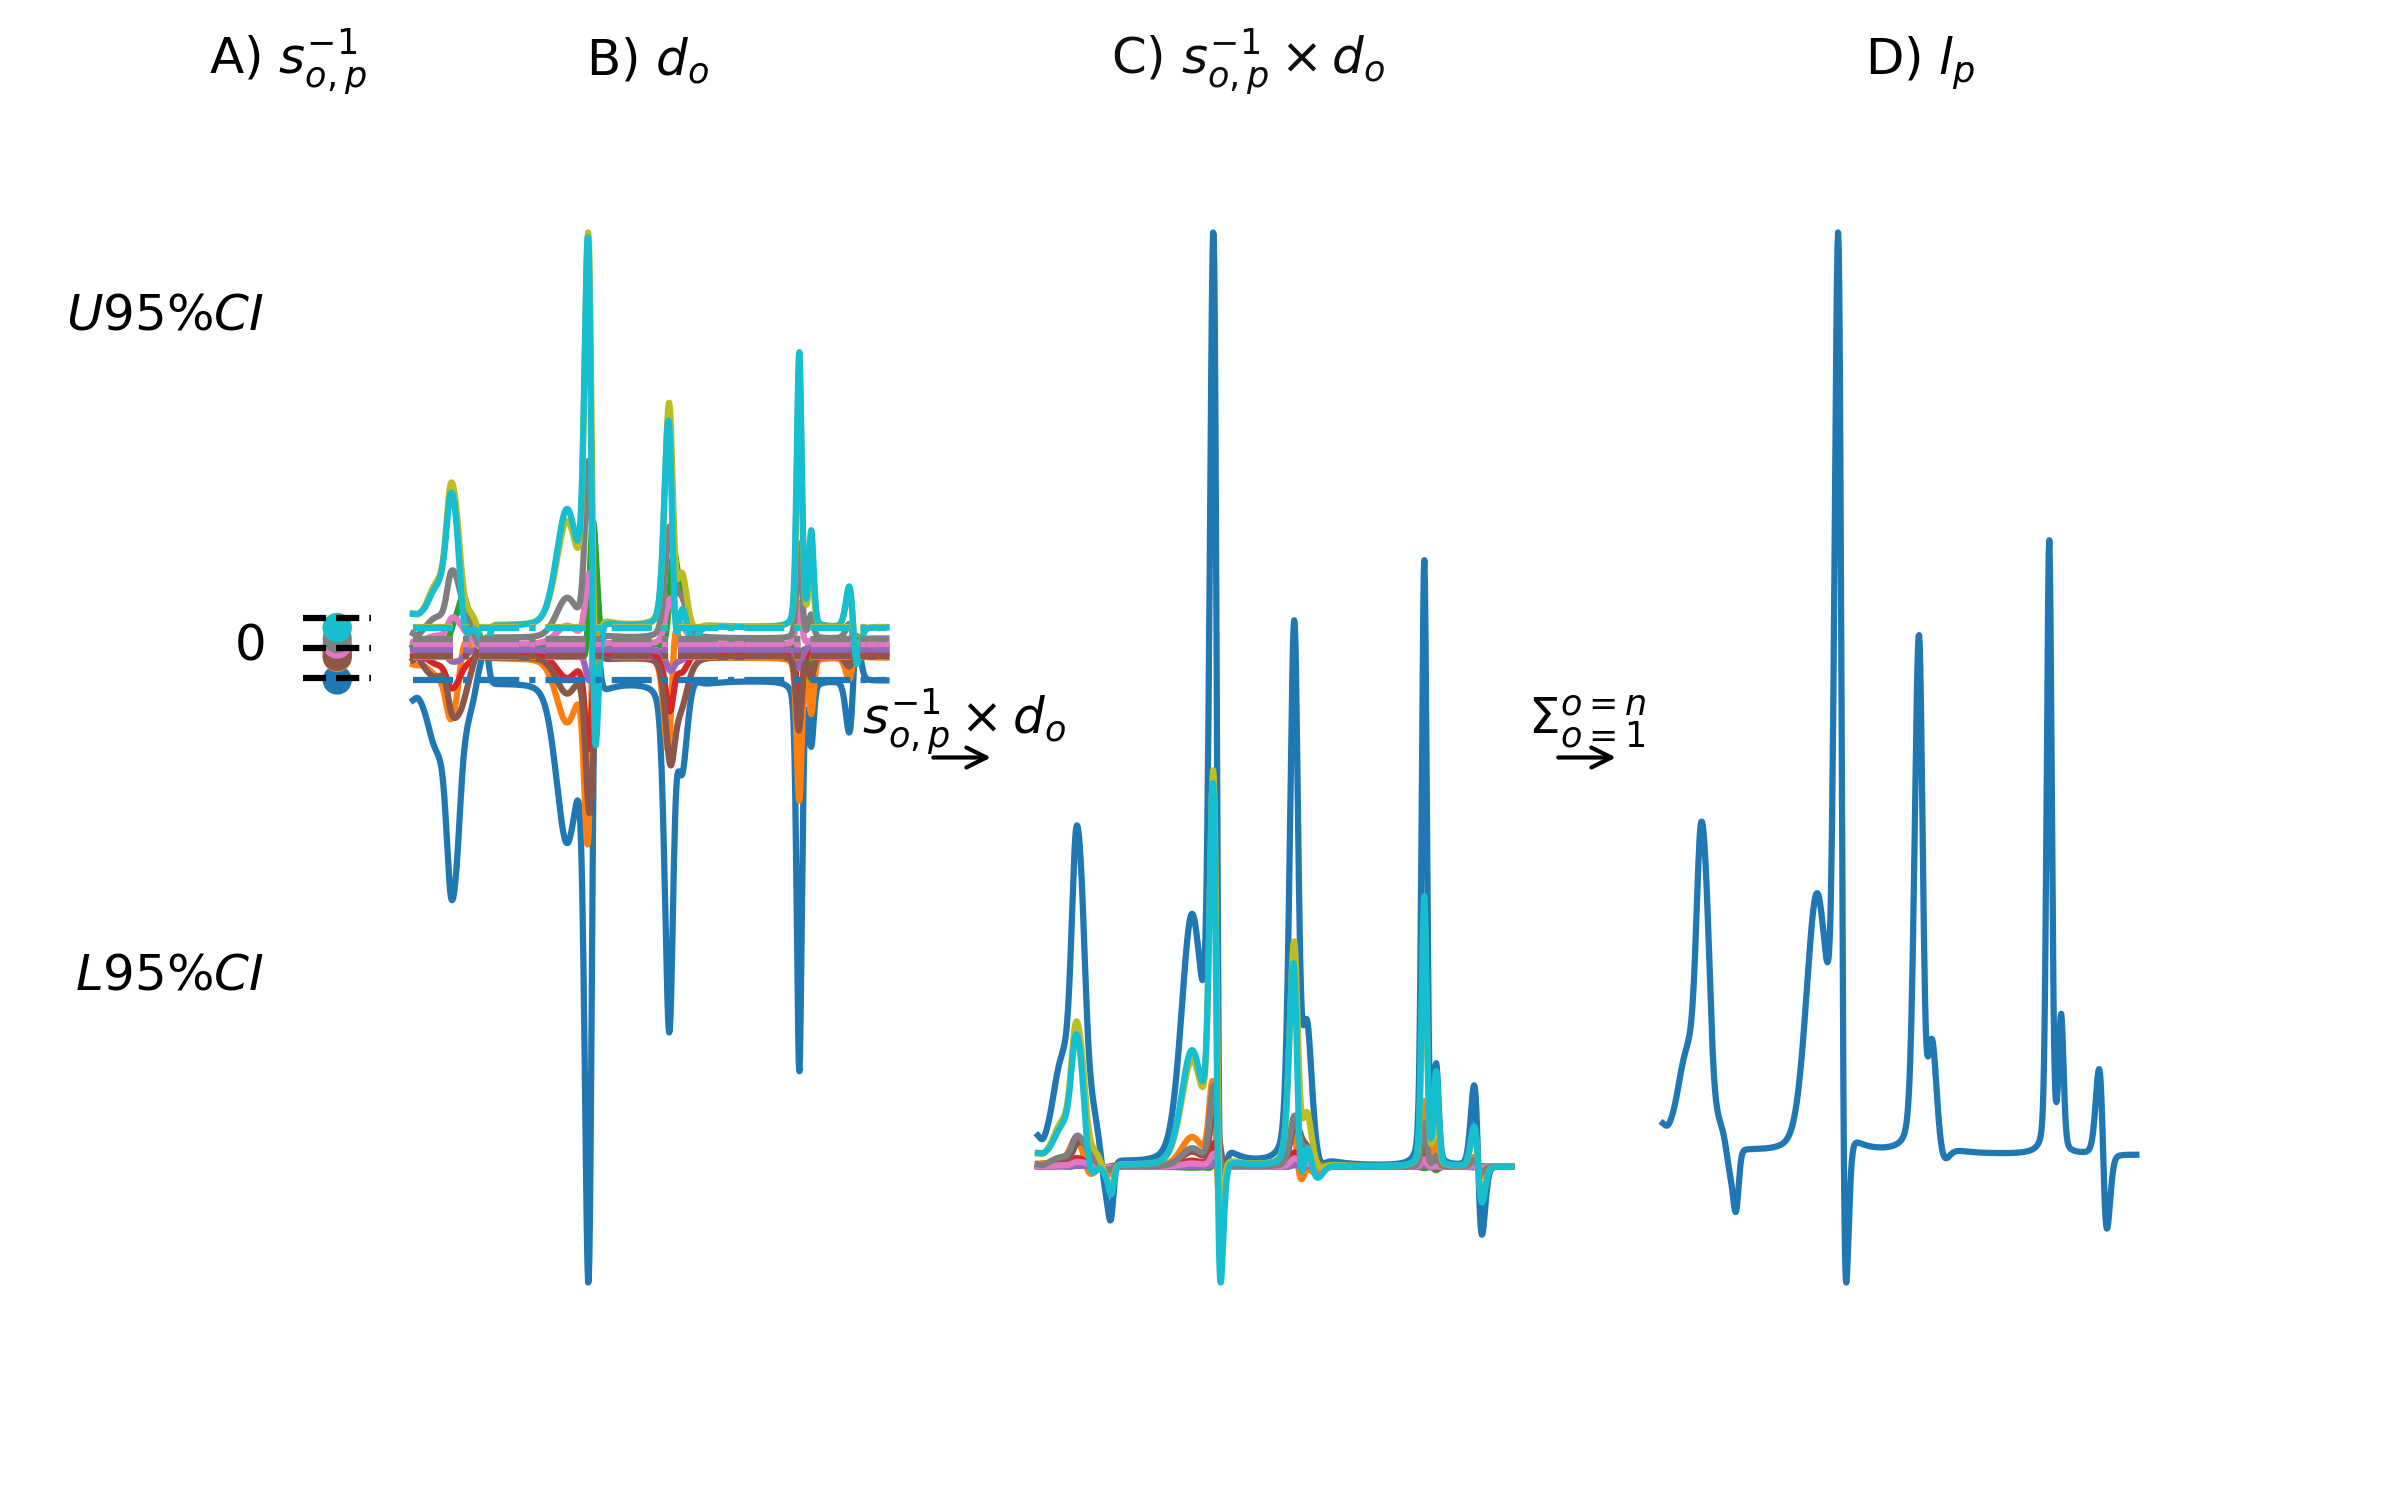 A) $s_{o,p}^{-1}$
B) $d_o$
C) $s_{o,p}^{-1} \times d_o$
D) $l_p$
U95%CI
0
$s_{o,p}^{-1} \times d_o$
$\Sigma_{o=1}^{o=n}$
L95%CI